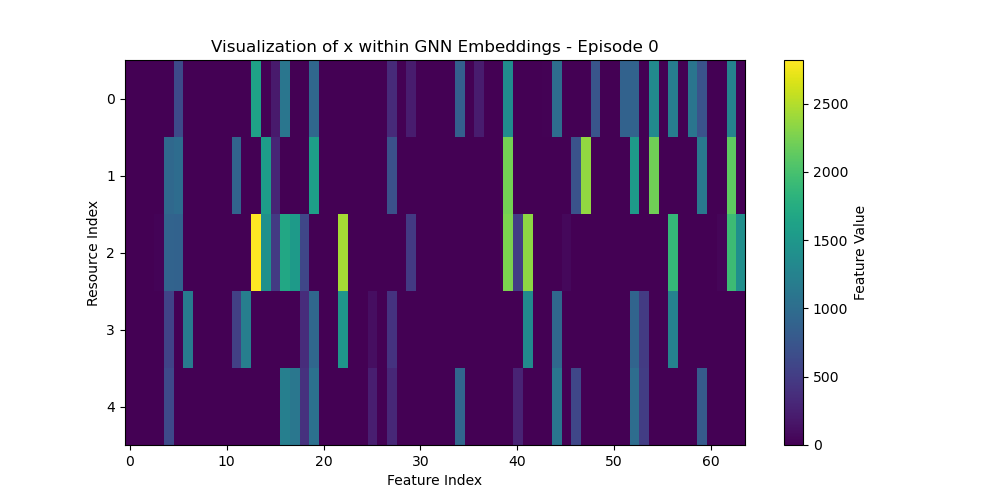 Visualization of x within GNN Embeddings - Episode 0
Resource Index
0
1
2
3
4
0 10 20 30 40 50 60
Feature Index
2500
2000
1500
1000
500
0
Feature Value